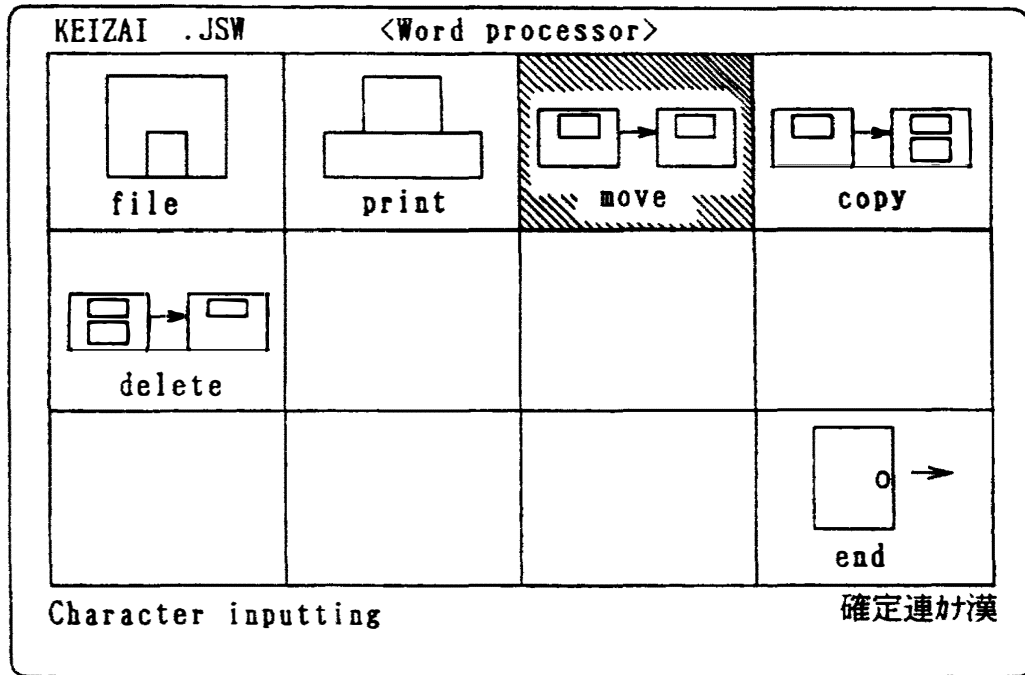 KEIZAI .JSW <Word processor>
file print move copy
delete
end
Character inputting 確定連カナ漢